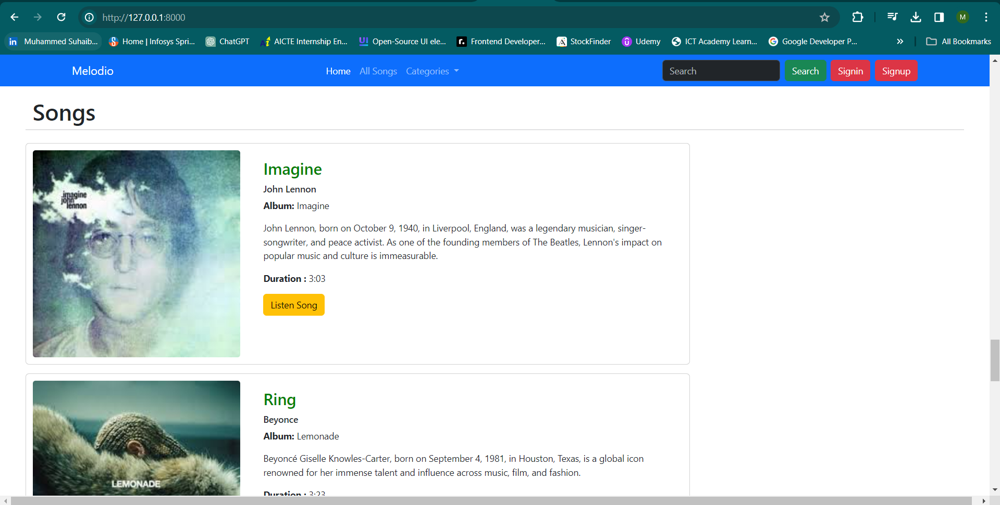 http://127.0.0.1:8000
Muhammed Suhaib... Home | Infosys Spri... ChatGPT AICTE Internship En... Open-Source UI ele... Frontend Developer... StockFinder Udemy ICT Academy Learn... Google Developer P... » All Bookmarks
Melodio Home All Songs Categories Search Search Signin Signup
Songs
imagine
john
lennon
Imagine
John Lennon
Album: Imagine
John Lennon, born on October 9, 1940, in Liverpool, England, was a legendary musician, singer-
songwriter, and peace activist. As one of the founding members of The Beatles, Lennon's impact on
popular music and culture is immeasurable.
Duration : 3:03
Listen Song
LEMONADE
Ring
Beyonce
Album: Lemonade
Beyoncé Giselle Knowles-Carter, born on September 4, 1981, in Houston, Texas, is a global icon
renowned for her immense talent and influence across music, film, and fashion.
Duration : 3:23